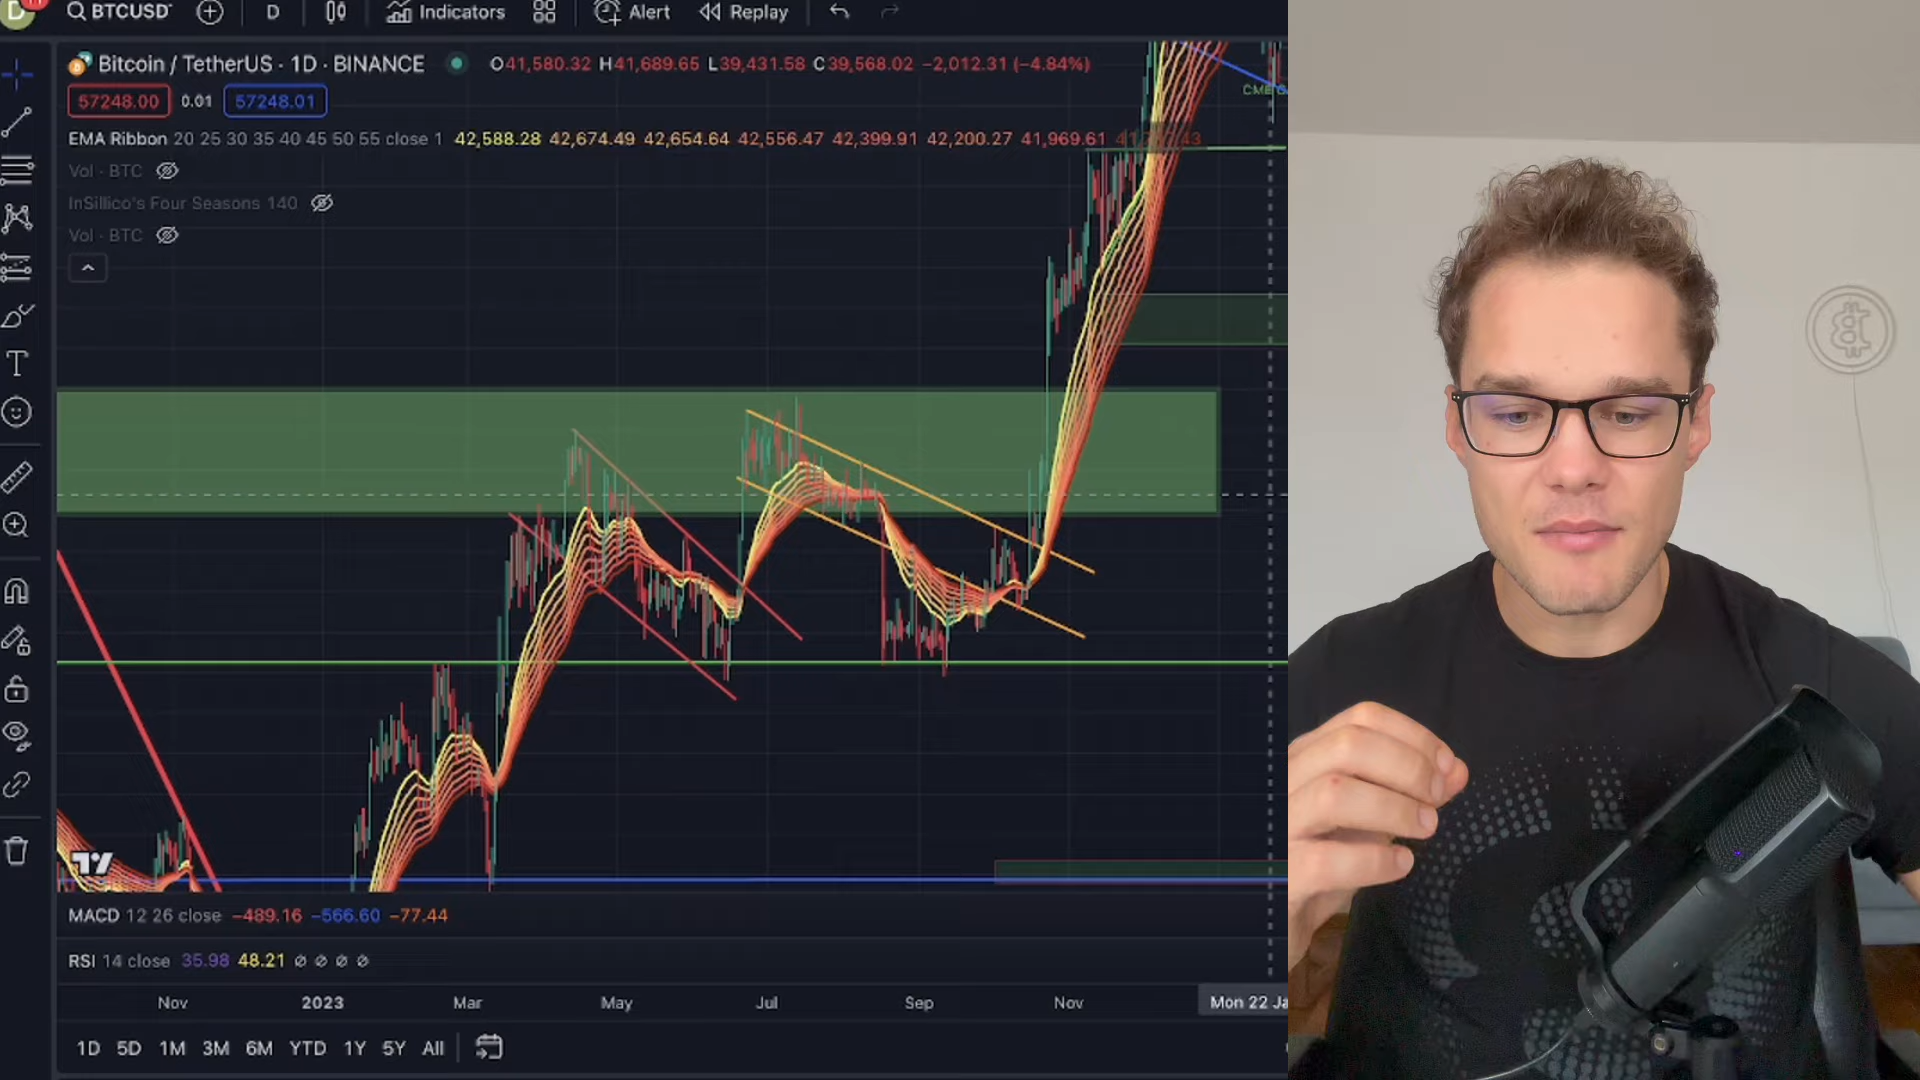 D 11 BTCUSDT D Indicators Alert Replay
Bitcoin / TetherUS · 1D · BINANCE O41,580.32 H41,689.65 L39,431.58 C39,568.02 −2,012.31 (−4.84%)
57248.00 0.01 57248.01
CME G
EMA Ribbon 20 25 30 35 40 45 50 55 close 1 42,588.28 42,674.49 42,654.64 42,556.47 42,399.91 42,200.27 41,969.61
Vol · BTC
InSillico's Four Seasons 140
Vol · BTC
MACD 12 26 close −489.16 −566.60 −77.44
RSI 14 close 35.98 48.21 ∅ ∅ ∅ ∅
Nov 2023 Mar May Jul Sep Nov Mon 22 Ja
1D 5D 1M 3M 6M YTD 1Y 5Y All